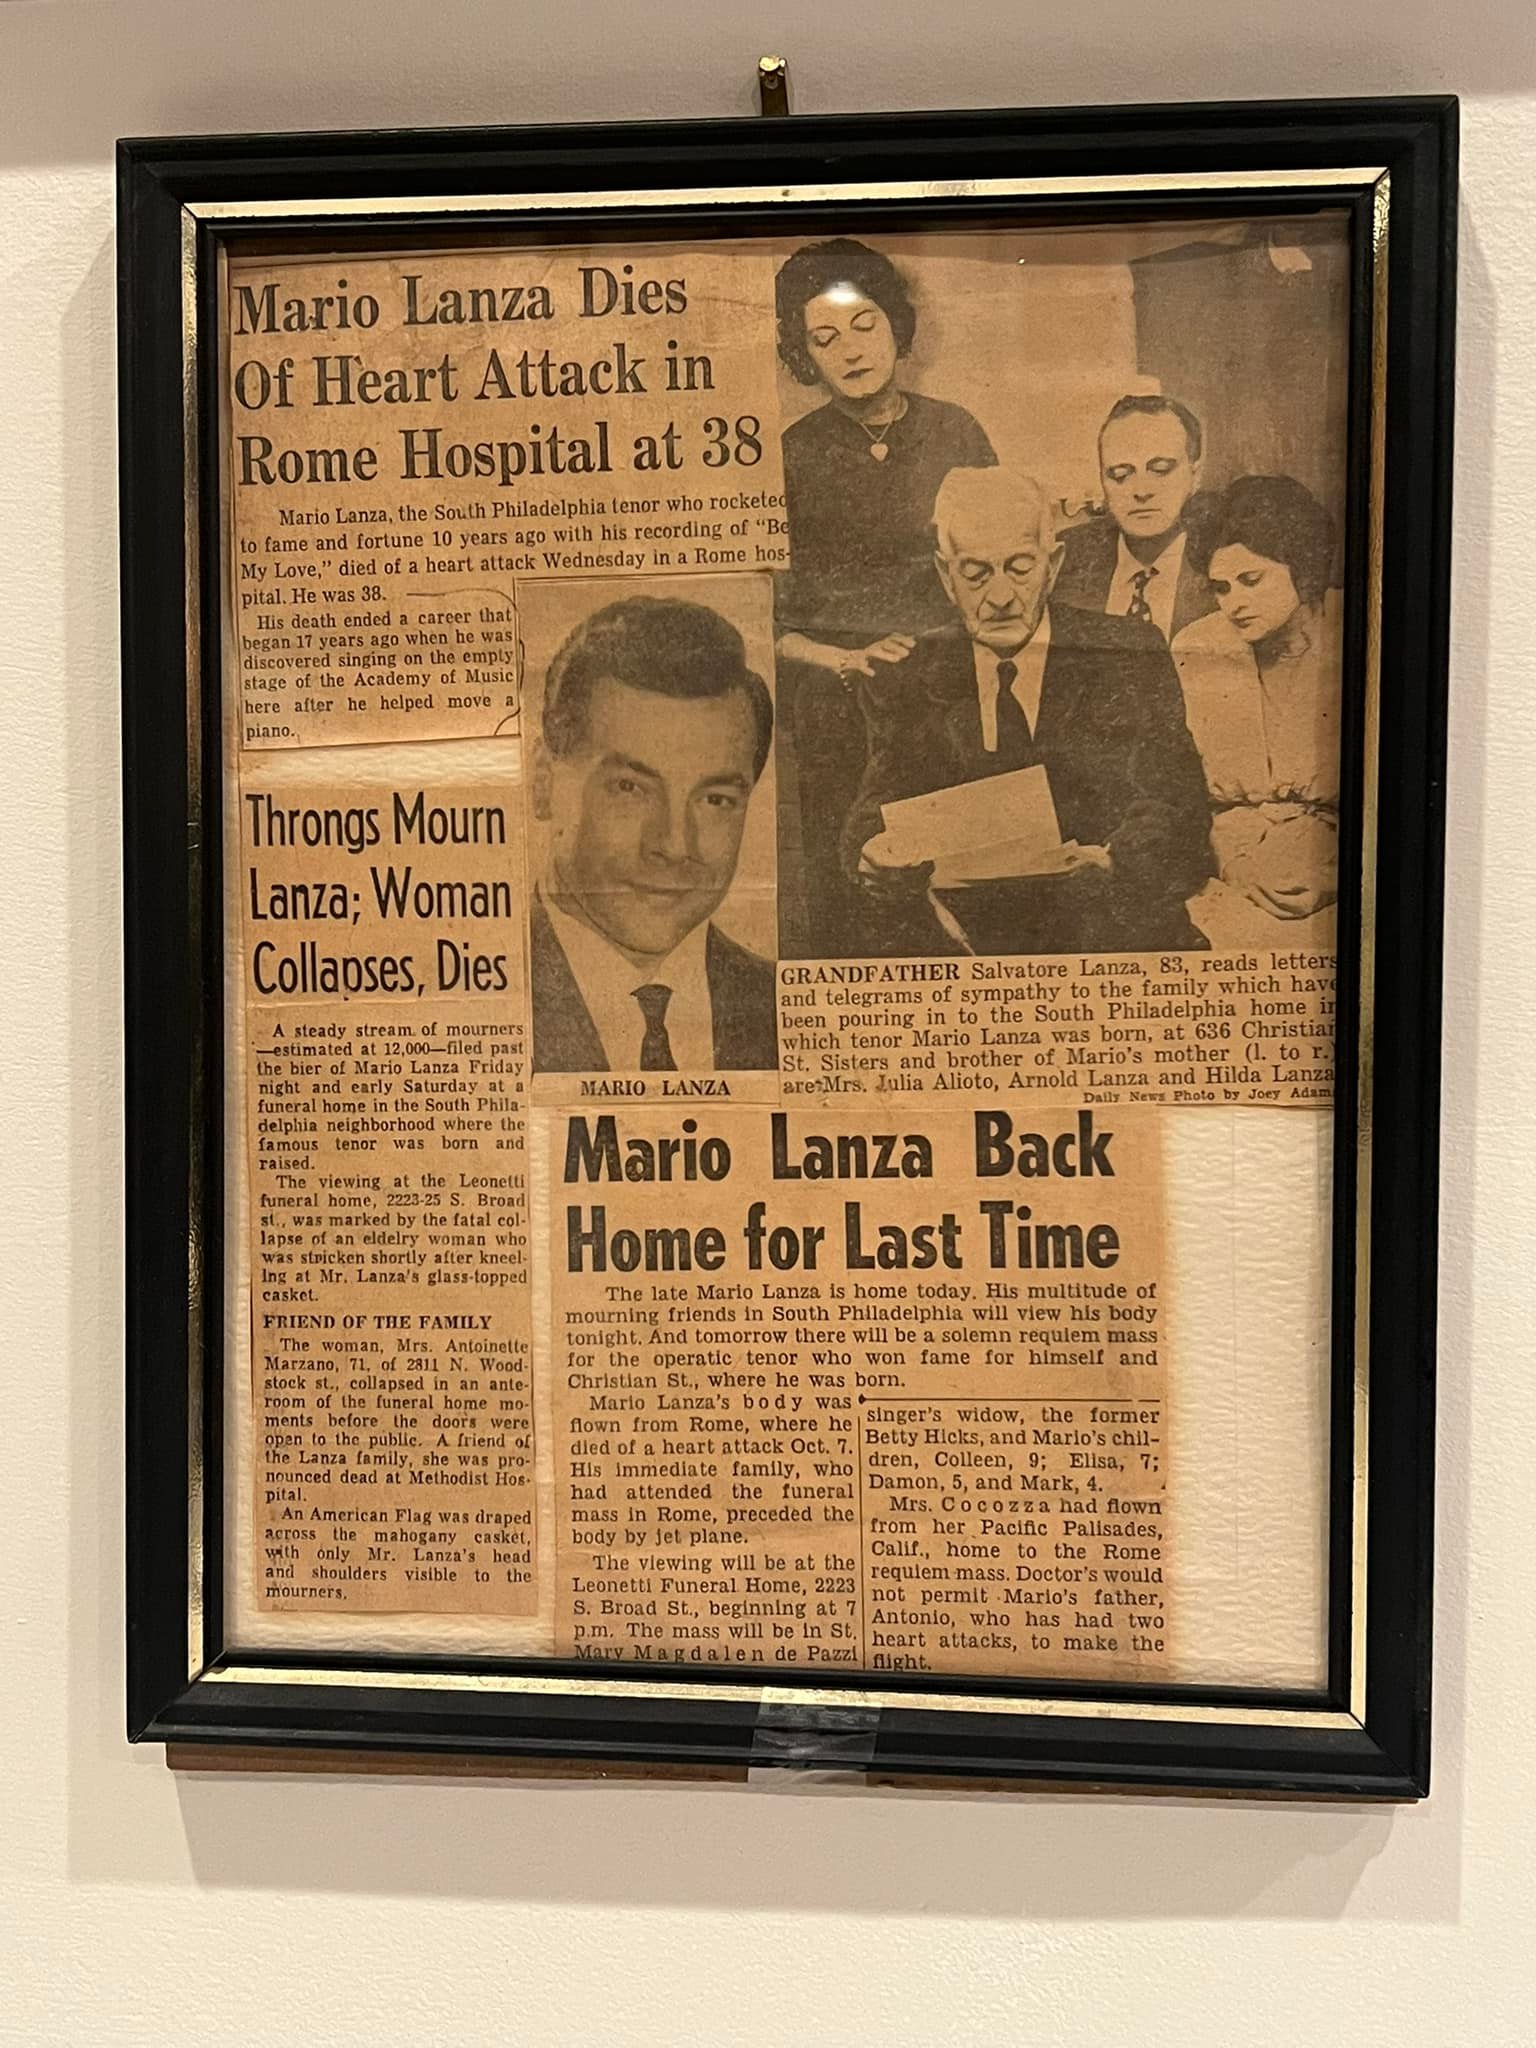 Mario Lanza Dies
Of Heart Attack in
Rome Hospital at 38
Mario Lanza, the South Philadelphia tenor who rocketed
to fame and fortune 10 years ago with his recording of "Be
My Love," died of a heart attack Wednesday in a Rome hos-
pital. He was 38.
His death ended a career that
began 17 years ago when he was
discovered singing on the empty
stage of the Academy of Music
here after he helped move a
piano.
MARIO LANZA
GRANDFATHER Salvatore Lanza, 83, reads letters
and telegrams of sympathy to the family which have
been pouring in to the South Philadelphia home in
which tenor Mario Lanza was born, at 636 Christian
St. Sisters and brother of Mario's mother (l. to r.)
are Mrs. Julia Alioto, Arnold Lanza and Hilda Lanza
Daily News Photo by Joey Adam
Throngs Mourn
Lanza; Woman
Collapses, Dies
A steady stream of mourners
—estimated at 12,000—filed past
the bier of Mario Lanza Friday
night and early Saturday at a
funeral home in the South Phila-
delphia neighborhood where the
famous tenor was born and
raised.
The viewing at the Leonetti
funeral home, 2223-25 S. Broad
st., was marked by the fatal col-
lapse of an eldelry woman who
was stricken shortly after kneel-
ing at Mr. Lanza's glass-topped
casket.
FRIEND OF THE FAMILY
The woman, Mrs. Antoinette
Marzano, 71, of 2811 N. Wood-
stock st., collapsed in an ante-
room of the funeral home mo-
ments before the doors were
open to the public. A friend of
the Lanza family, she was pro-
nounced dead at Methodist Hos-
pital.
An American Flag was draped
across the mahogany casket,
with only Mr. Lanza's head
and shoulders visible to the
mourners.
Mario Lanza Back
Home for Last Time
The late Mario Lanza is home today. His multitude of
mourning friends in South Philadelphia will view his body
tonight. And tomorrow there will be a solemn requiem mass
for the operatic tenor who won fame for himself and
Christian St., where he was born.
Mario Lanza's body was
flown from Rome, where he
died of a heart attack Oct. 7.
His immediate family, who
had attended the funeral
mass in Rome, preceded the
body by jet plane.
The viewing will be at the
Leonetti Funeral Home, 2223
S. Broad St., beginning at 7
p.m. The mass will be in St.
Mary Magdalen de Pazzi
singer's widow, the former
Betty Hicks, and Mario's chil-
dren, Colleen, 9; Elisa, 7;
Damon, 5, and Mark, 4.
Mrs. Cocozza had flown
from her Pacific Palisades,
Calif., home to the Rome
requiem mass. Doctor's would
not permit Mario's father,
Antonio, who has had two
heart attacks, to make the
flight.